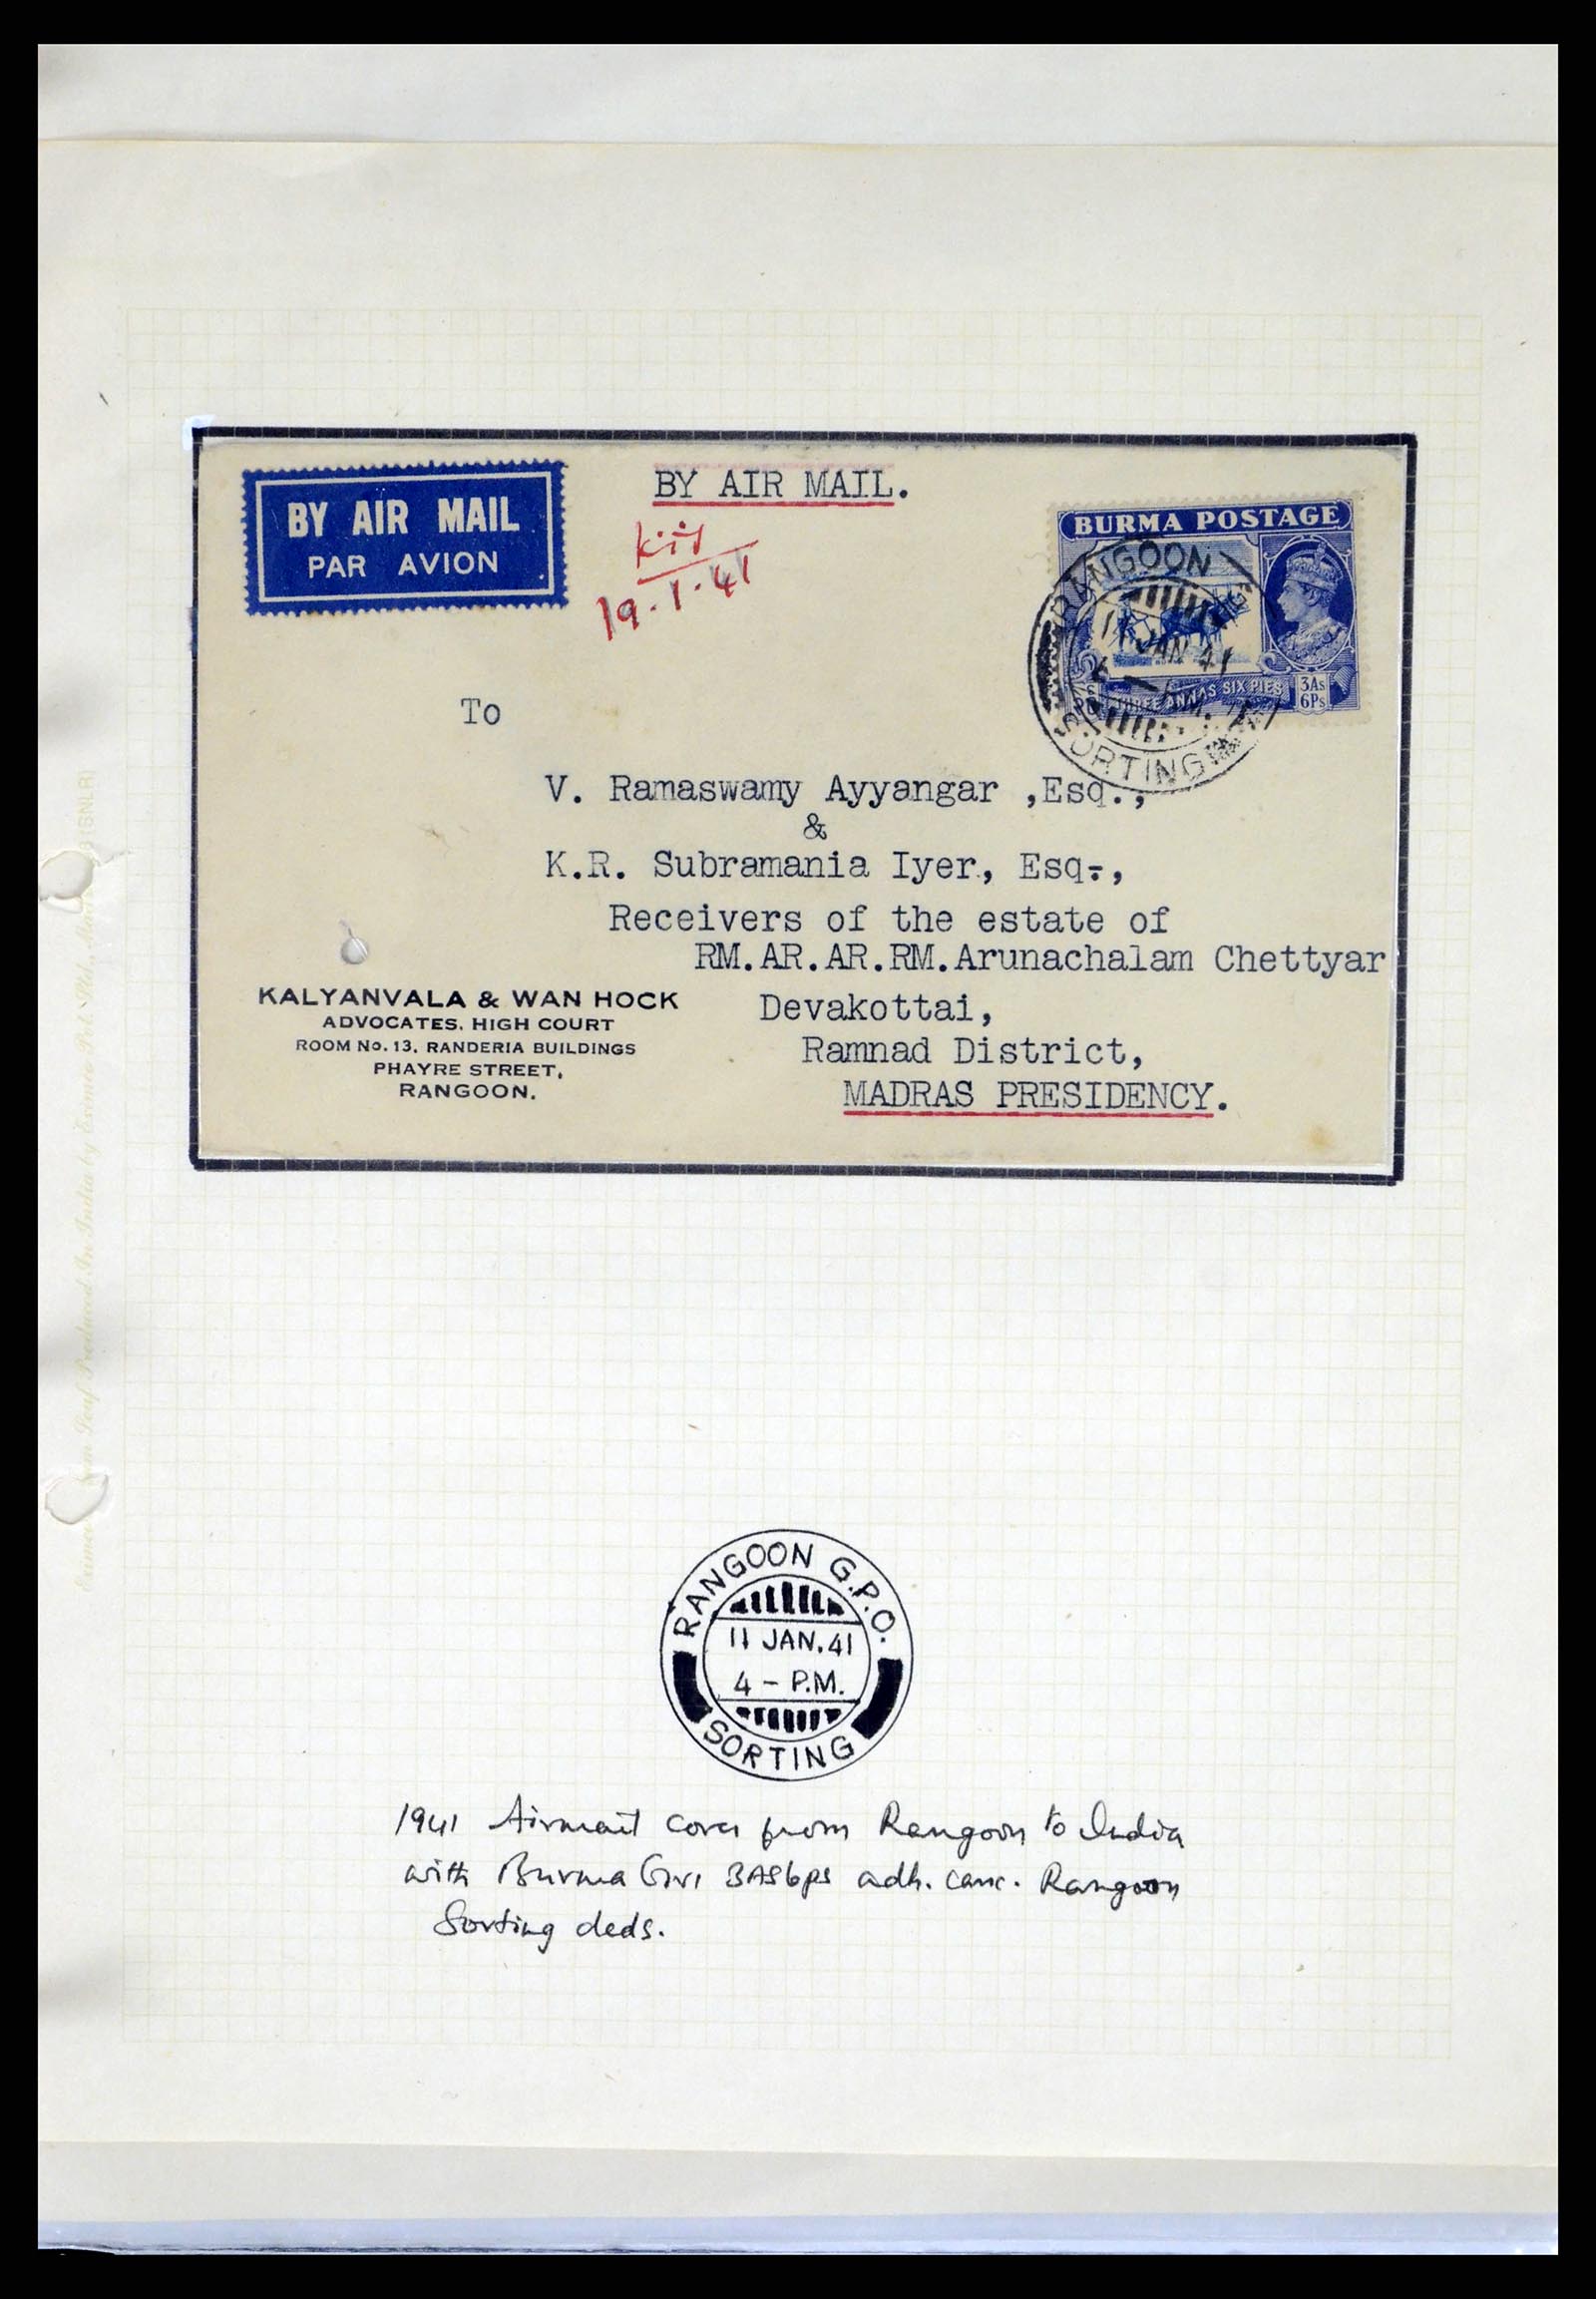 BY AIR MAIL
PAR AVION
BY AIR MAIL.
19.1.41
BURMA POSTAGE
THREE ANNAS SIX PIES
3As
6Ps
RANGOON
11 JAN 41
SORTING
To
V. Ramaswamy Ayyangar ,Esq.,
&
K.R. Subramania Iyer, Esq.,
Receivers of the estate of
RM.AR.AR.RM.Arunachalam Chettyar
Devakottai,
Ramnad District,
MADRAS PRESIDENCY.
KALYANVALA & WAN HOCK
ADVOCATES, HIGH COURT
ROOM No. 13, RANDERIA BUILDINGS
PHAYRE STREET,
RANGOON.
RANGOON G.P.O.
11 JAN. 41
4 - P.M.
SORTING
1941 Airmail cover from Rangoon to India
with Burma GVI 3AS6ps adh. canc. Rangoon
Sorting deds.